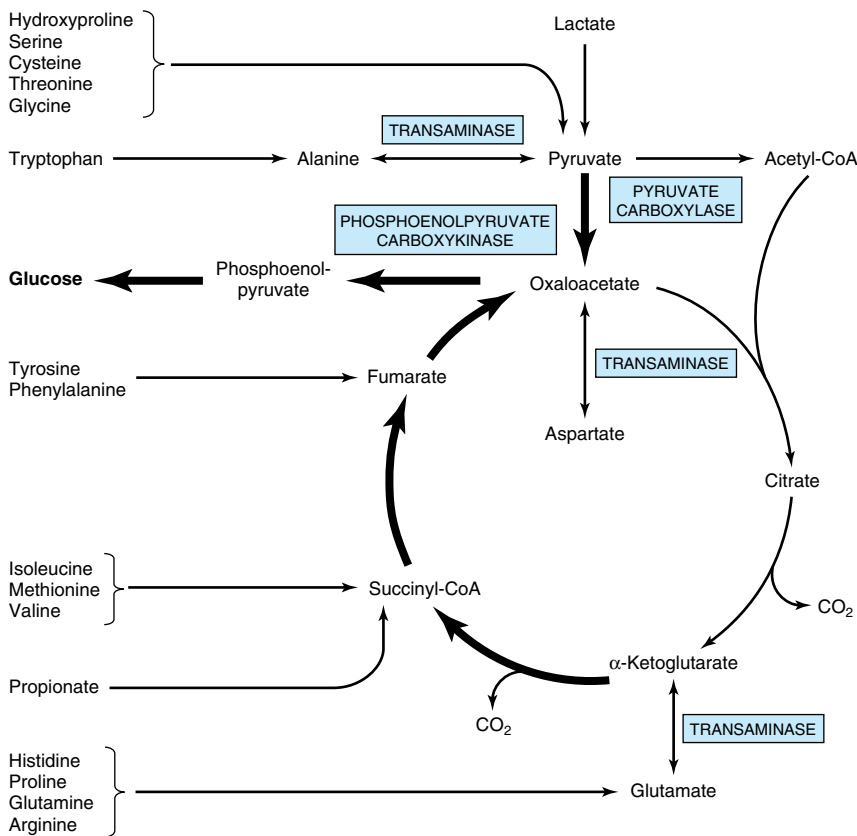 Hydroxyproline
Serine
Cysteine
Threonine
Glycine
Lactate
Tryptophan
Alanine
TRANSAMINASE
Pyruvate
Acetyl-CoA
PYRUVATE
CARBOXYLASE
PHOSPHOENOLPYRUVATE
CARBOXYKINASE
Glucose
Phosphoenol-
pyruvate
Oxaloacetate
Tyrosine
Phenylalanine
Fumarate
TRANSAMINASE
Aspartate
Citrate
Isoleucine
Methionine
Valine
Succinyl-CoA
CO₂
Propionate
α-Ketoglutarate
CO₂
TRANSAMINASE
Histidine
Proline
Glutamine
Arginine
Glutamate